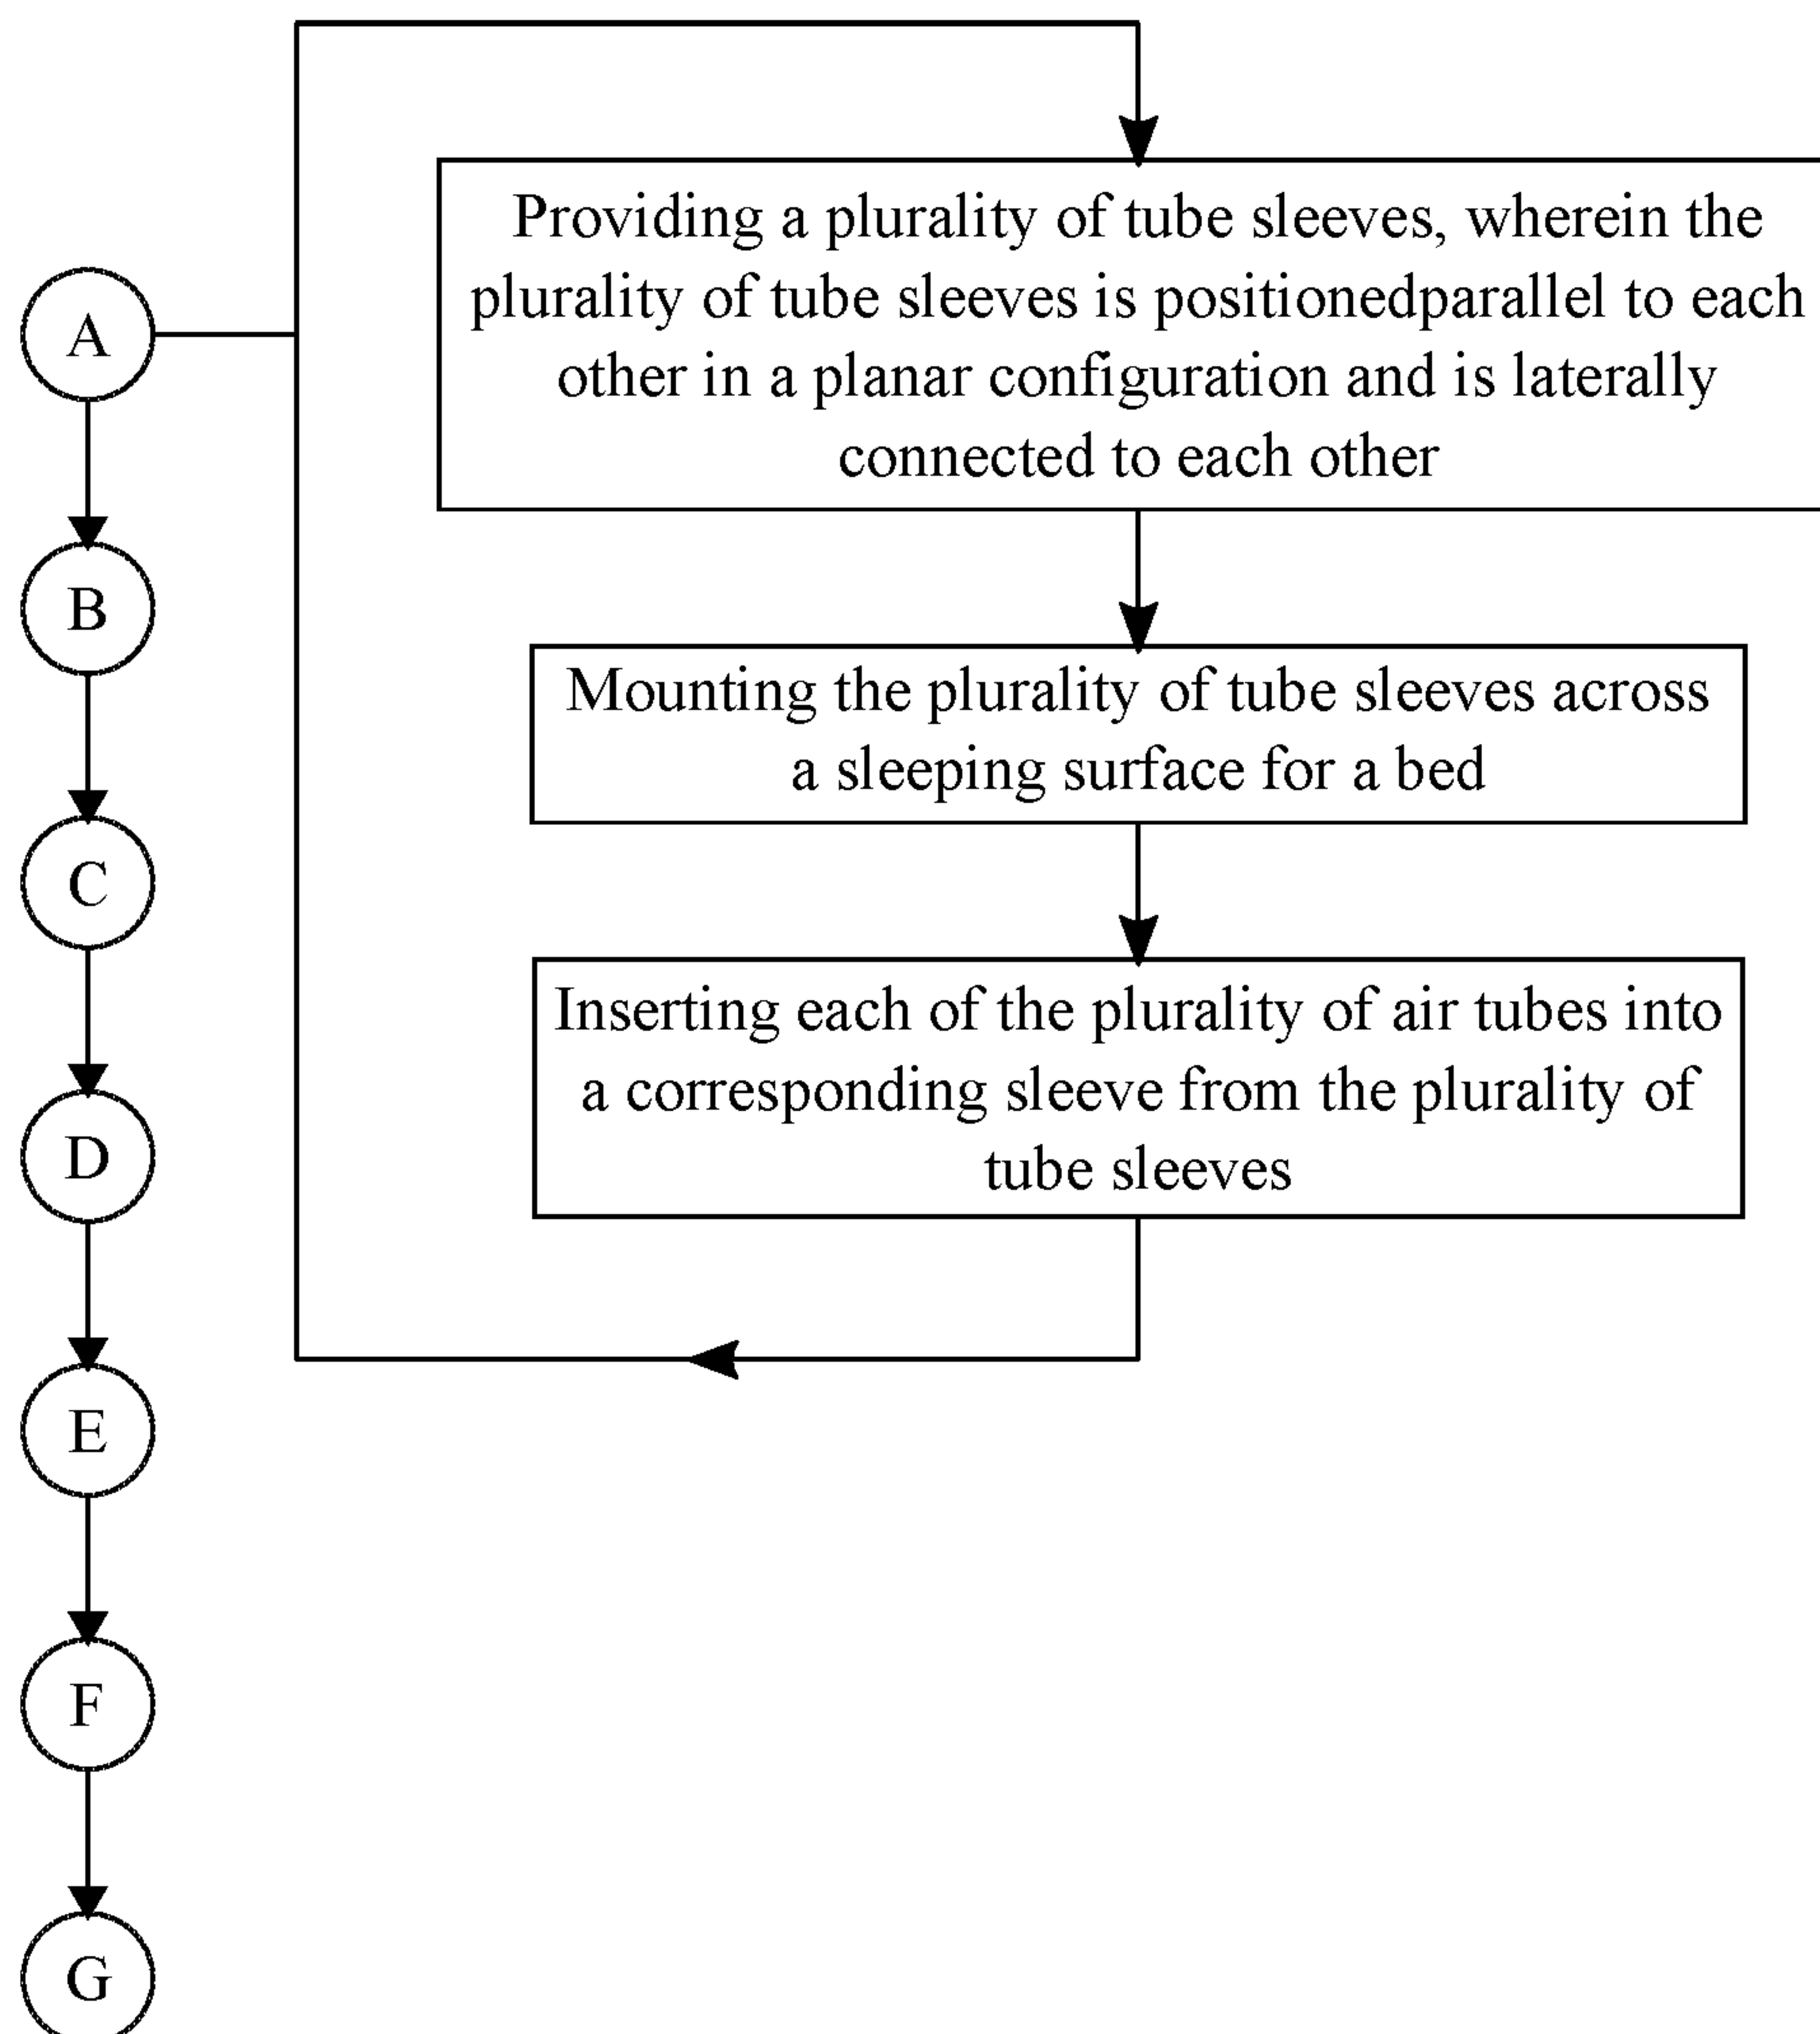 Providing a plurality of tube sleeves, wherein the
plurality of tube sleeves is positionedparallel to each
other in a planar configuration and is laterally
connected to each other
A
B
Mounting the plurality of tube sleeves across
a sleeping surface for a bed
C
Inserting each of the plurality of air tubes into
a corresponding sleeve from the plurality of
tube sleeves
D
E
F
G